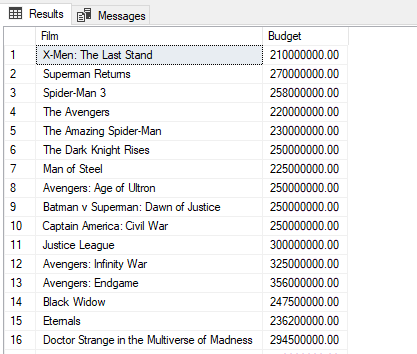 Results Messages
Film Budget
1 X-Men: The Last Stand 210000000.00
2 Superman Returns 270000000.00
3 Spider-Man 3 258000000.00
4 The Avengers 220000000.00
5 The Amazing Spider-Man 230000000.00
6 The Dark Knight Rises 250000000.00
7 Man of Steel 225000000.00
8 Avengers: Age of Ultron 250000000.00
9 Batman v Superman: Dawn of Justice 250000000.00
10 Captain America: Civil War 250000000.00
11 Justice League 300000000.00
12 Avengers: Infinity War 325000000.00
13 Avengers: Endgame 356000000.00
14 Black Widow 247500000.00
15 Eternals 236200000.00
16 Doctor Strange in the Multiverse of Madness 294500000.00